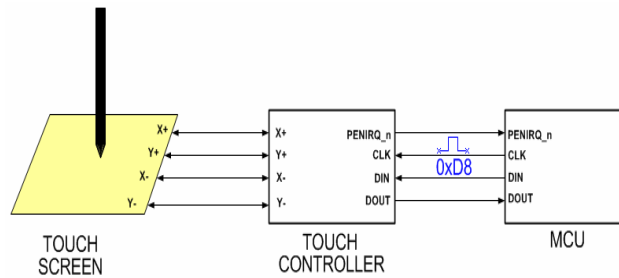 X+
Y+
X-
Y-
TOUCH
SCREEN
X+
Y+
X-
Y-
PENIRQ_n
CLK
DIN
DOUT
TOUCH
CONTROLLER
0xD8
PENIRQ_n
CLK
DIN
DOUT
MCU